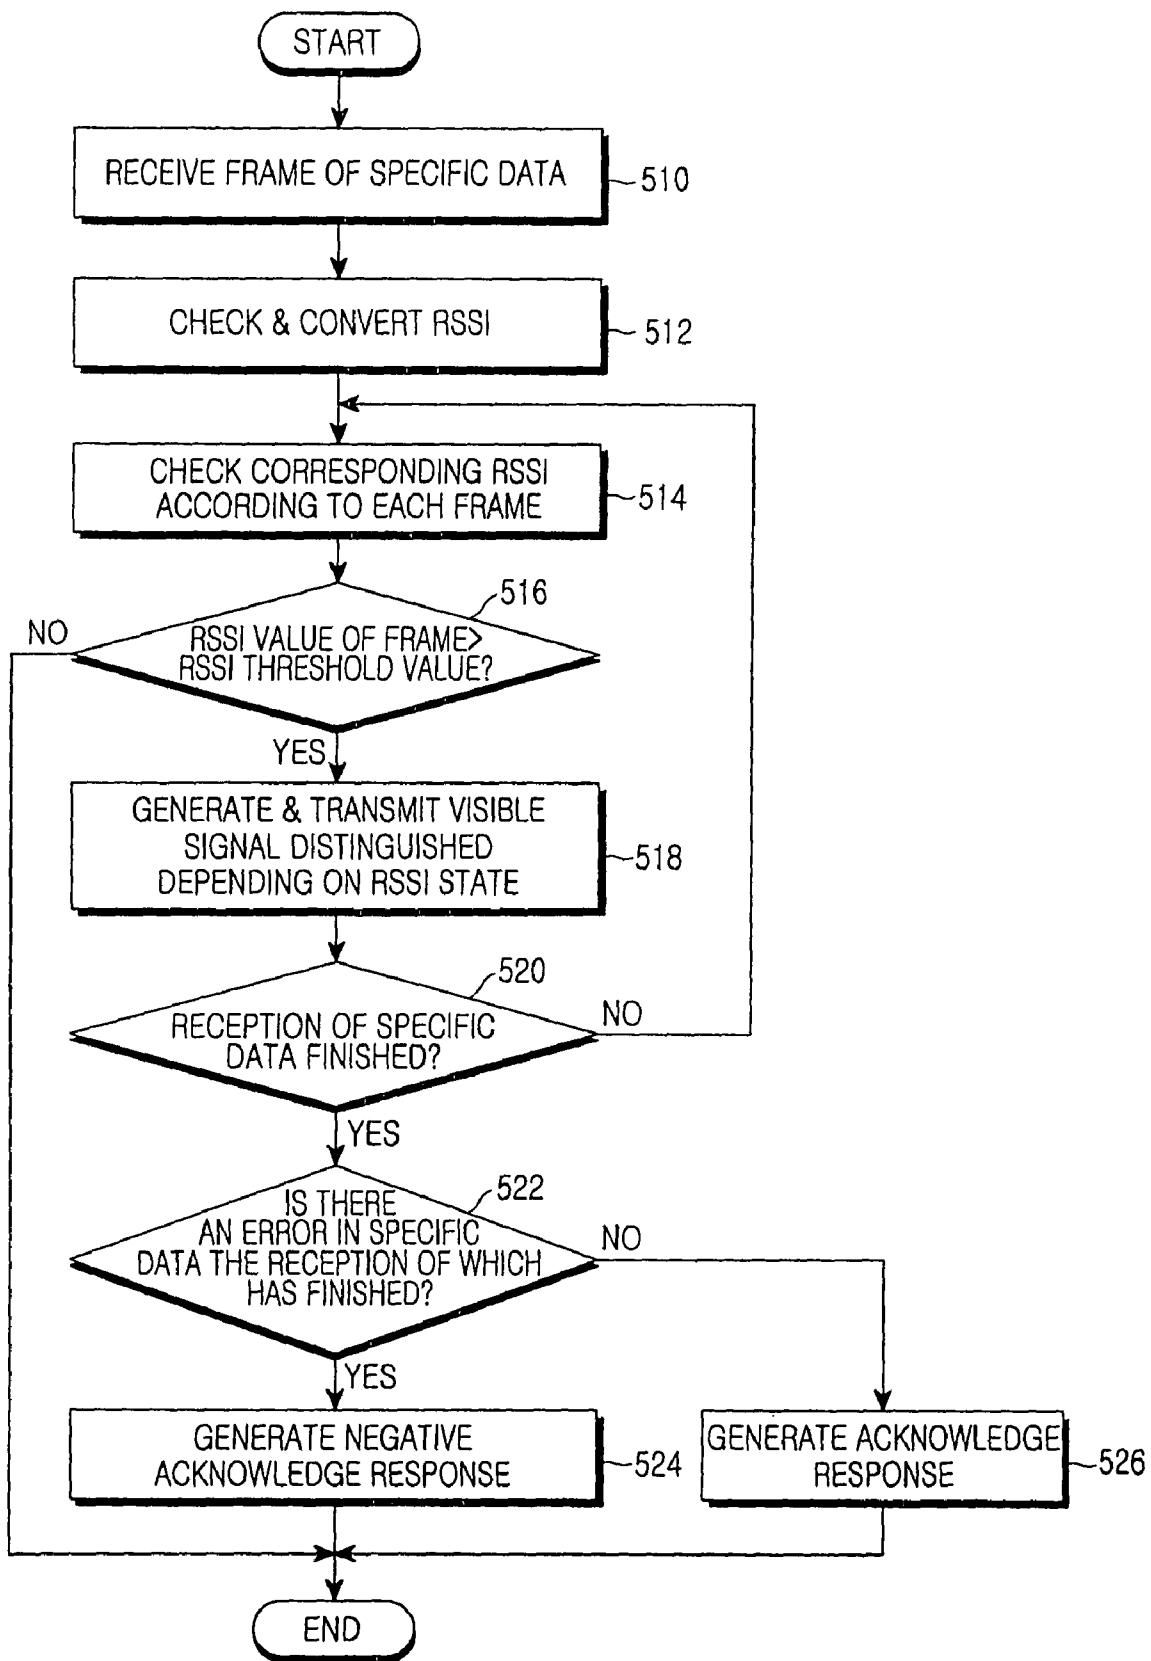 START
RECEIVE FRAME OF SPECIFIC DATA
510
CHECK & CONVERT RSSI
512
CHECK CORRESPONDING RSSI
ACCORDING TO EACH FRAME
514
516
NO
RSSI VALUE OF FRAME>
RSSI THRESHOLD VALUE?
YES
GENERATE & TRANSMIT VISIBLE
SIGNAL DISTINGUISHED
DEPENDING ON RSSI STATE
518
520
NO
RECEPTION OF SPECIFIC
DATA FINISHED?
YES
522
IS THERE
AN ERROR IN SPECIFIC
DATA THE RECEPTION OF WHICH
HAS FINISHED?
NO
YES
GENERATE NEGATIVE
ACKNOWLEDGE RESPONSE
524
GENERATE ACKNOWLEDGE
RESPONSE
526
END